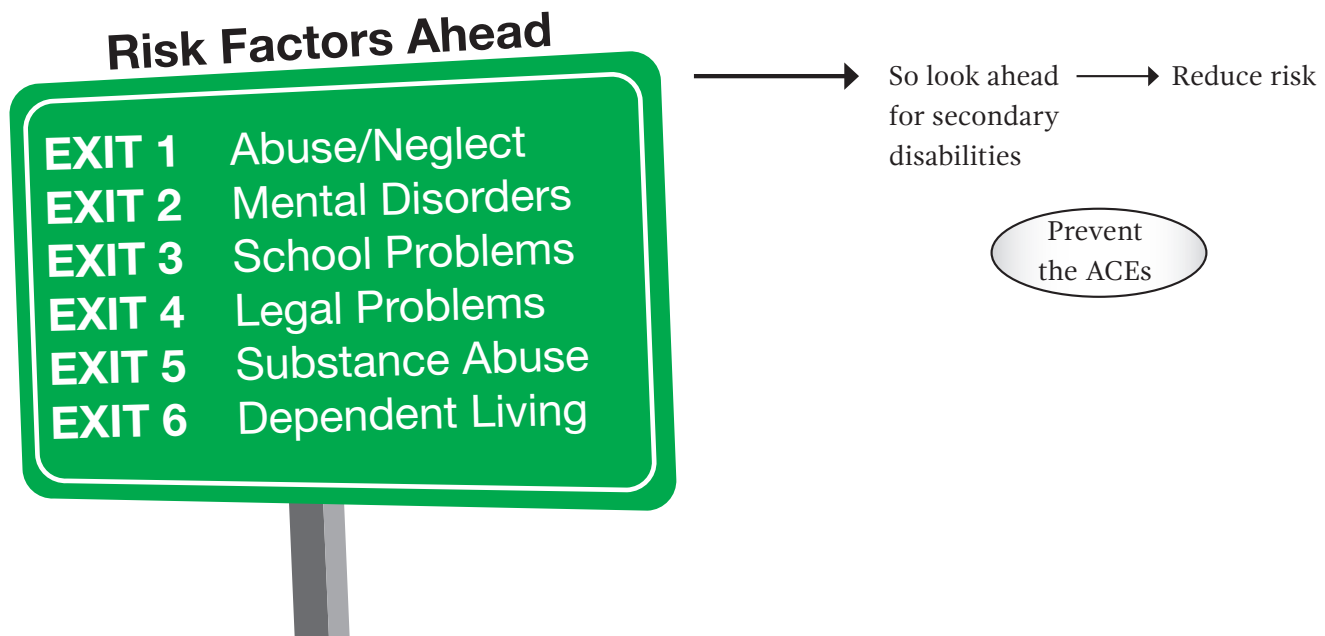 Risk Factors Ahead
EXIT 1 Abuse/Neglect
EXIT 2 Mental Disorders
EXIT 3 School Problems
EXIT 4 Legal Problems
EXIT 5 Substance Abuse
EXIT 6 Dependent Living
So look ahead
for secondary
disabilities
Reduce risk
Prevent
the ACEs